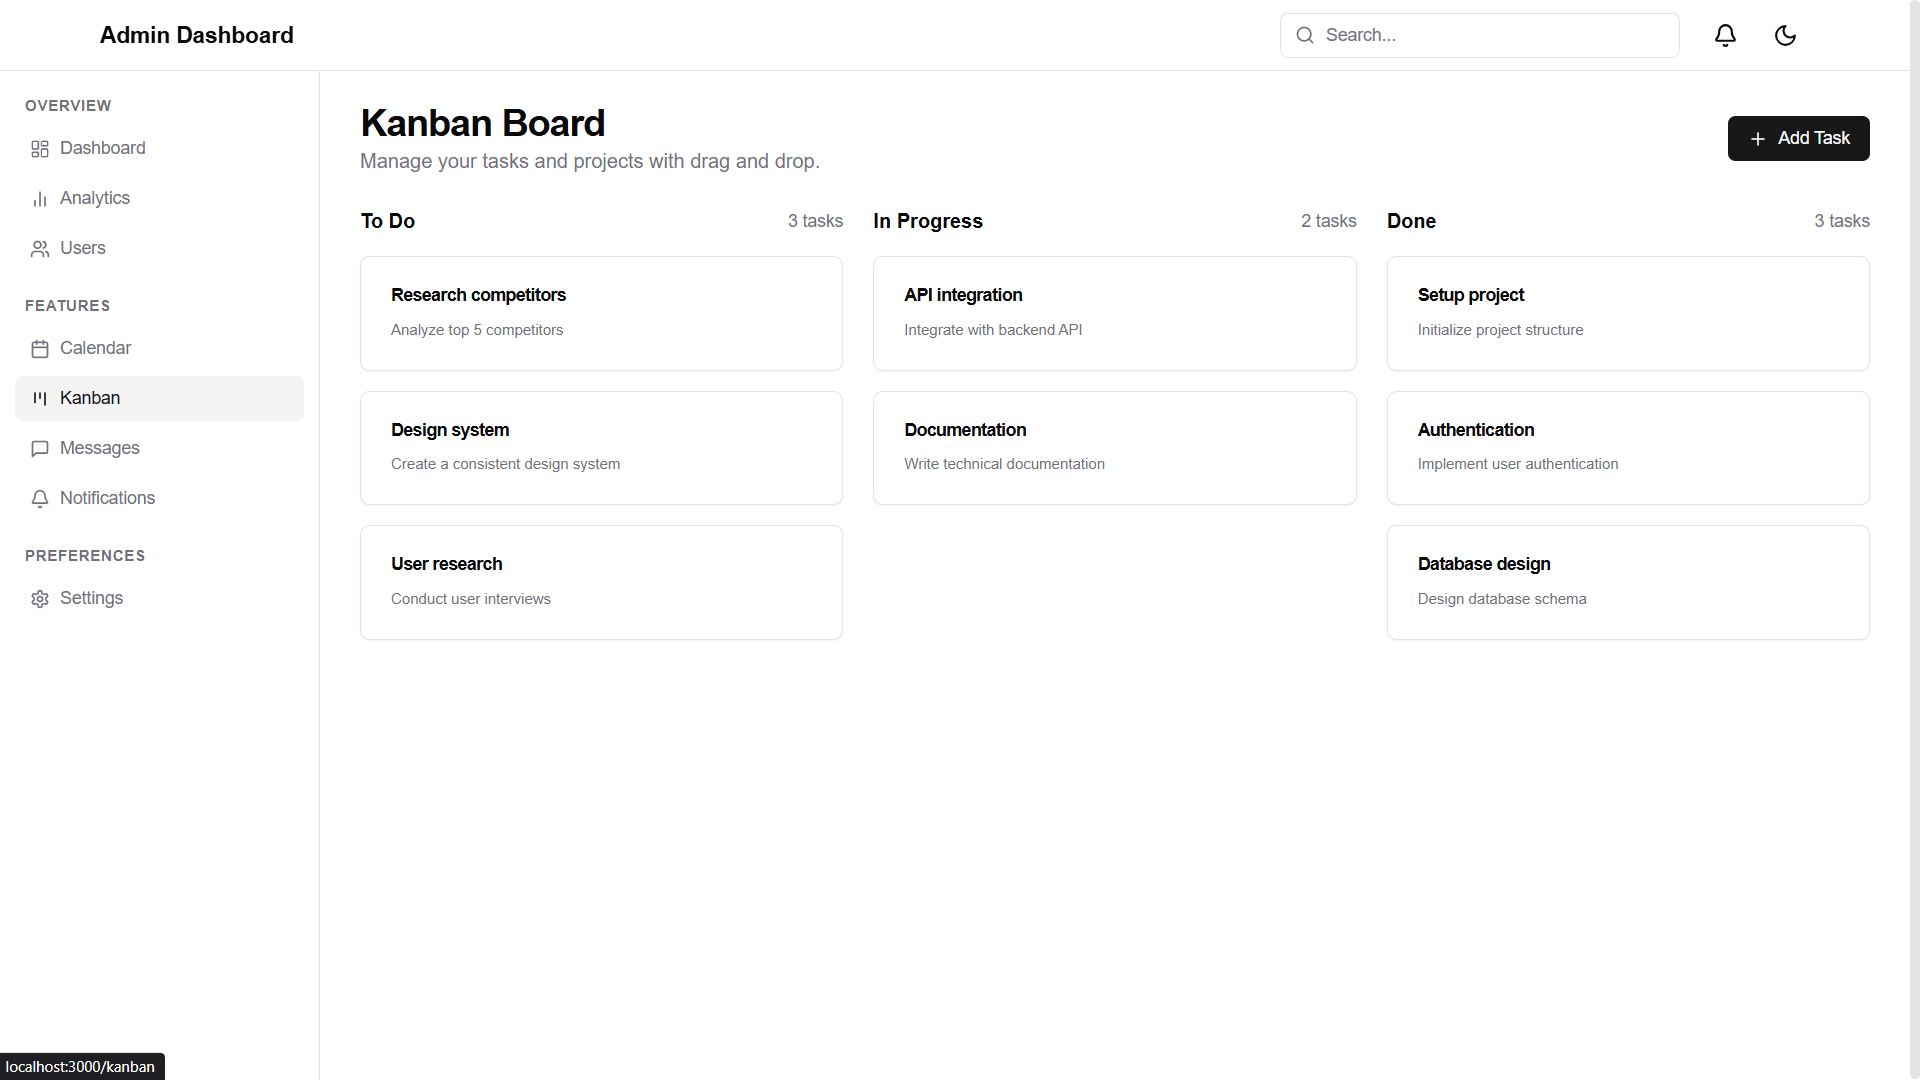 Admin Dashboard
Search...
OVERVIEW
Dashboard
Analytics
Users
FEATURES
Calendar
Kanban
Messages
Notifications
PREFERENCES
Settings
Kanban Board
Manage your tasks and projects with drag and drop.
Add Task
To Do
3 tasks
Research competitors
Analyze top 5 competitors
Design system
Create a consistent design system
User research
Conduct user interviews
In Progress
2 tasks
API integration
Integrate with backend API
Documentation
Write technical documentation
Done
3 tasks
Setup project
Initialize project structure
Authentication
Implement user authentication
Database design
Design database schema
localhost:3000/kanban